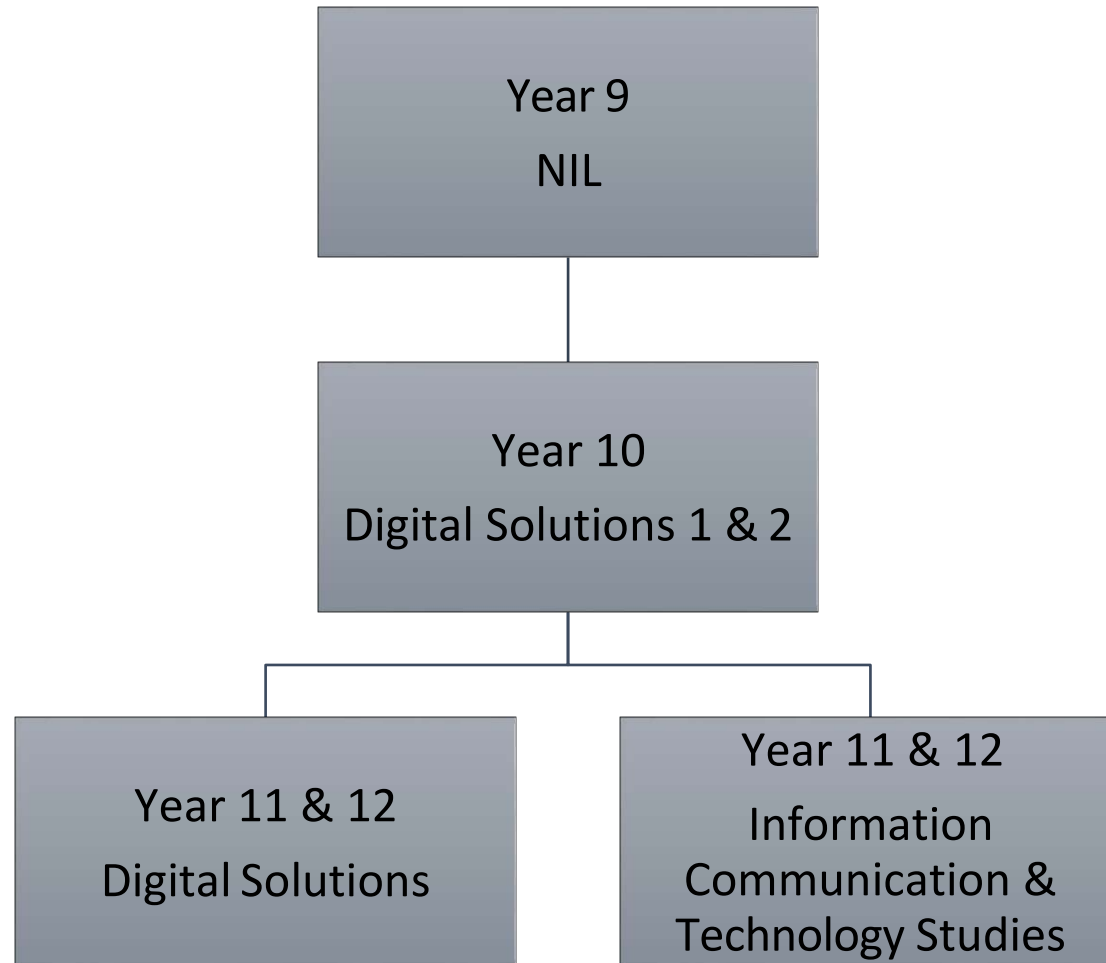 Year 9
NIL
Year 10
Digital Solutions 1 & 2
Year 11 & 12
Digital Solutions
Year 11 & 12
Information
Communication &
Technology Studies